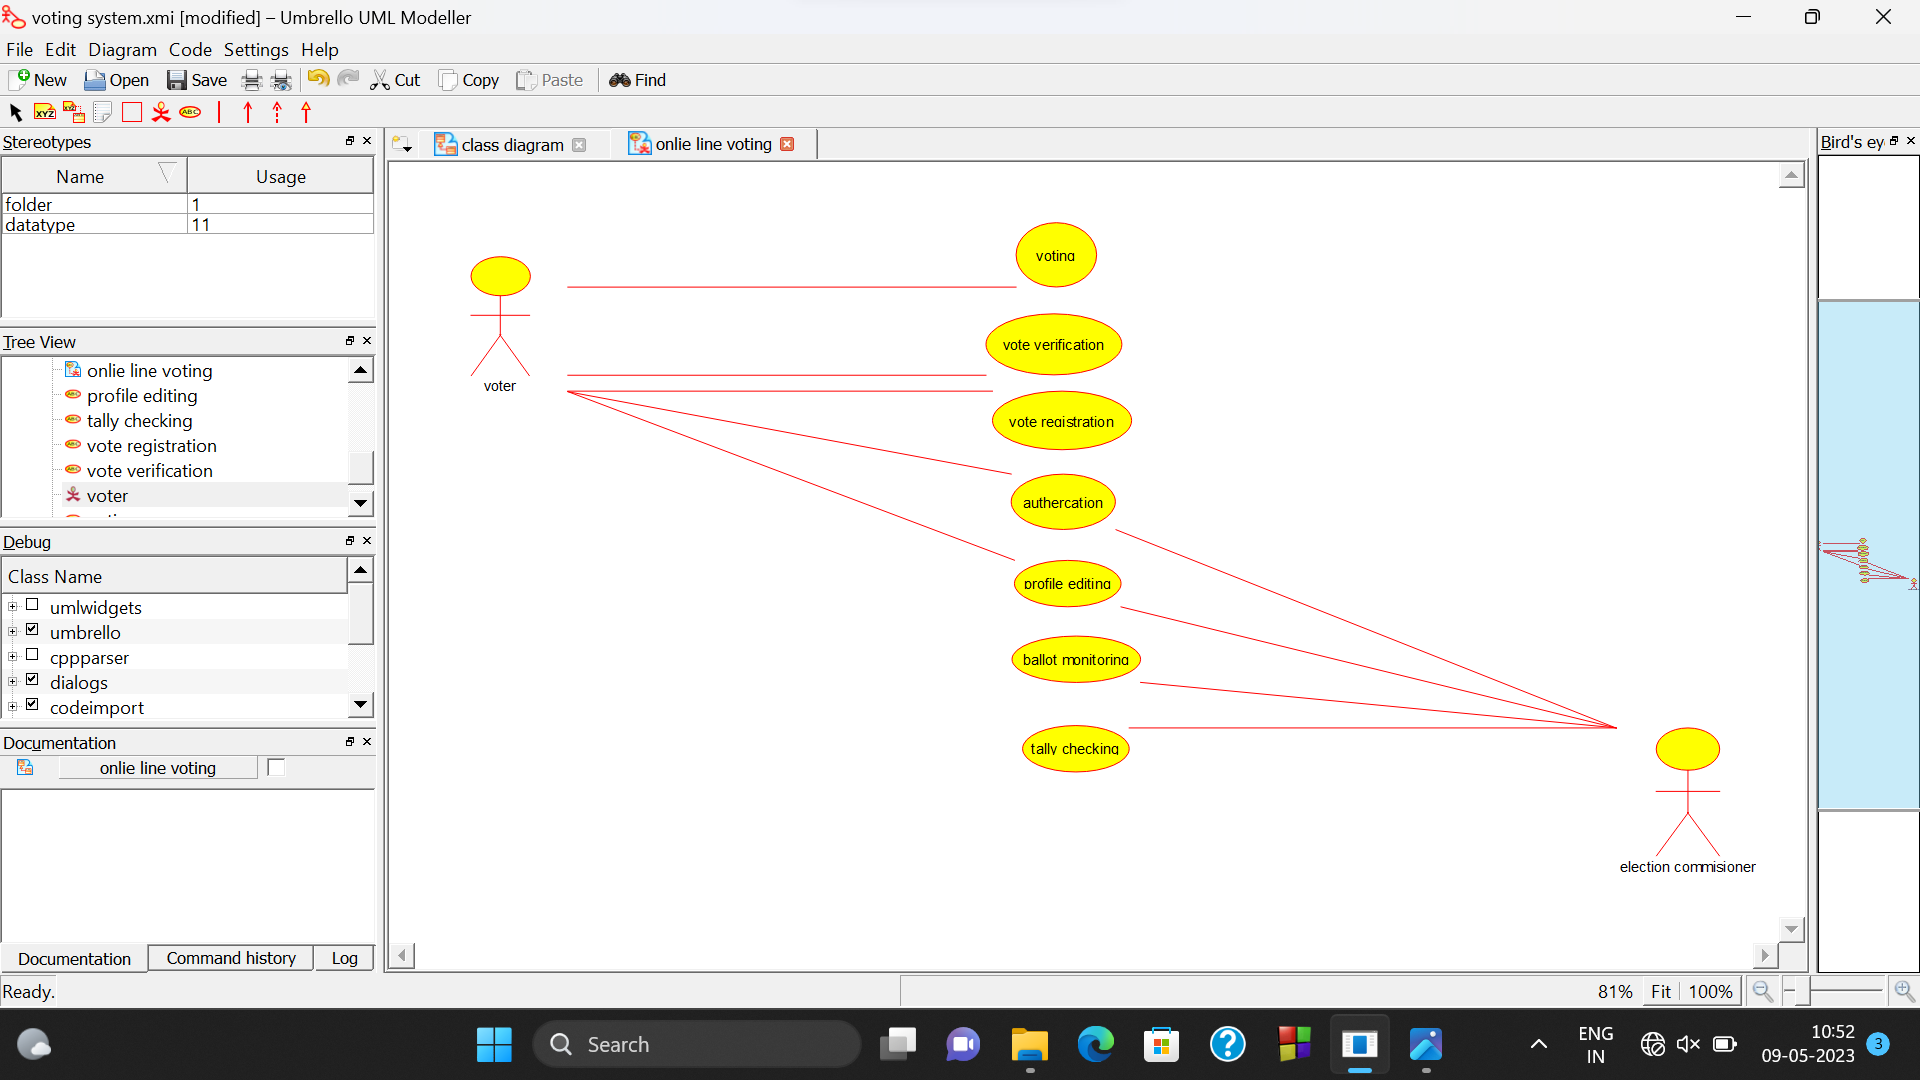 voting system.xmi [modified] – Umbrello UML Modeller
File Edit Diagram Code Settings Help
New Open Save Cut Copy Paste Find
XYZ XYZ ABC
Stereotypes
Name Usage
folder 1
datatype 11
Tree View
onlie line voting
profile editing
tally checking
vote registration
vote verification
voter
Debug
Class Name
umlwidgets
umbrello
cppparser
dialogs
codeimport
Documentation
onlie line voting
Documentation Command history Log
Ready.
class diagram onlie line voting
voting
vote verification
vote registration
authercation
profile editing
ballot monitoring
tally checking
voter
election commisioner
Bird's ey
81% Fit 100%
Search
ENG
IN
10:52
09-05-2023
3